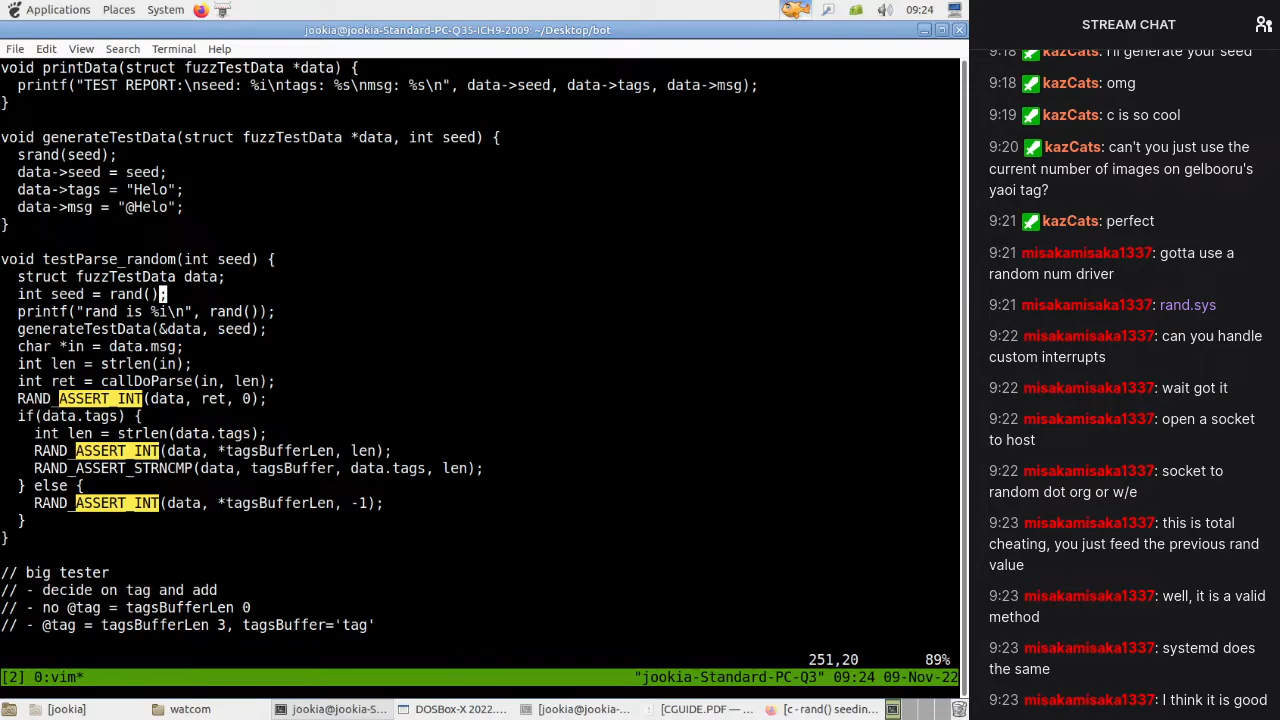 Applications Places System 09:24
jookia@jookia-Standard-PC-Q35-ICH9-2009: ~/Desktop/bot
File Edit View Search Terminal Help
void printData(struct fuzzTestData *data) {
  printf("TEST REPORT:\nseed: %i\ntags: %s\nmsg: %s\n", data->seed, data->tags, data->msg);
}
void generateTestData(struct fuzzTestData *data, int seed) {
  srand(seed);
  data->seed = seed;
  data->tags = "Helo";
  data->msg = "@Helo";
}
void testParse_random(int seed) {
  struct fuzzTestData data;
  int seed = rand();
  printf("rand is %i\n", rand());
  generateTestData(&data, seed);
  char *in = data.msg;
  int len = strlen(in);
  int ret = callDoParse(in, len);
  RAND_ASSERT_INT(data, ret, 0);
  if(data.tags) {
    int len = strlen(data.tags);
    RAND_ASSERT_INT(data, *tagsBufferLen, len);
    RAND_ASSERT_STRNCMP(data, tagsBuffer, data.tags, len);
  } else {
    RAND_ASSERT_INT(data, *tagsBufferLen, -1);
  }
}
// big tester
// - decide on tag and add
// - no @tag = tagsBufferLen 0
// - @tag = tagsBufferLen 3, tagsBuffer='tag'
251,20 89%
[2] 0:vim* "jookia-Standard-PC-Q3" 09:24 09-Nov-22
[jookia] watcom jookia@jookia-S... DOSBox-X 2022.... [jookia@jookia-... [CGUIDE.PDF —... [c - rand() seedin...
STREAM CHAT
9:18 kazCats: I'll generate your seed
9:18 kazCats: omg
9:19 kazCats: c is so cool
9:20 kazCats: can't you just use the
current number of images on gelbooru's
yaoi tag?
9:21 kazCats: perfect
9:21 misakamisaka1337: gotta use a
random num driver
9:21 misakamisaka1337: rand.sys
9:22 misakamisaka1337: can you handle
custom interrupts
9:22 misakamisaka1337: wait got it
9:22 misakamisaka1337: open a socket
to host
9:22 misakamisaka1337: socket to
random dot org or w/e
9:23 misakamisaka1337: this is total
cheating, you just feed the previous rand
value
9:23 misakamisaka1337: well, it is a valid
method
9:23 misakamisaka1337: systemd does
the same
9:23 misakamisaka1337: I think it is good